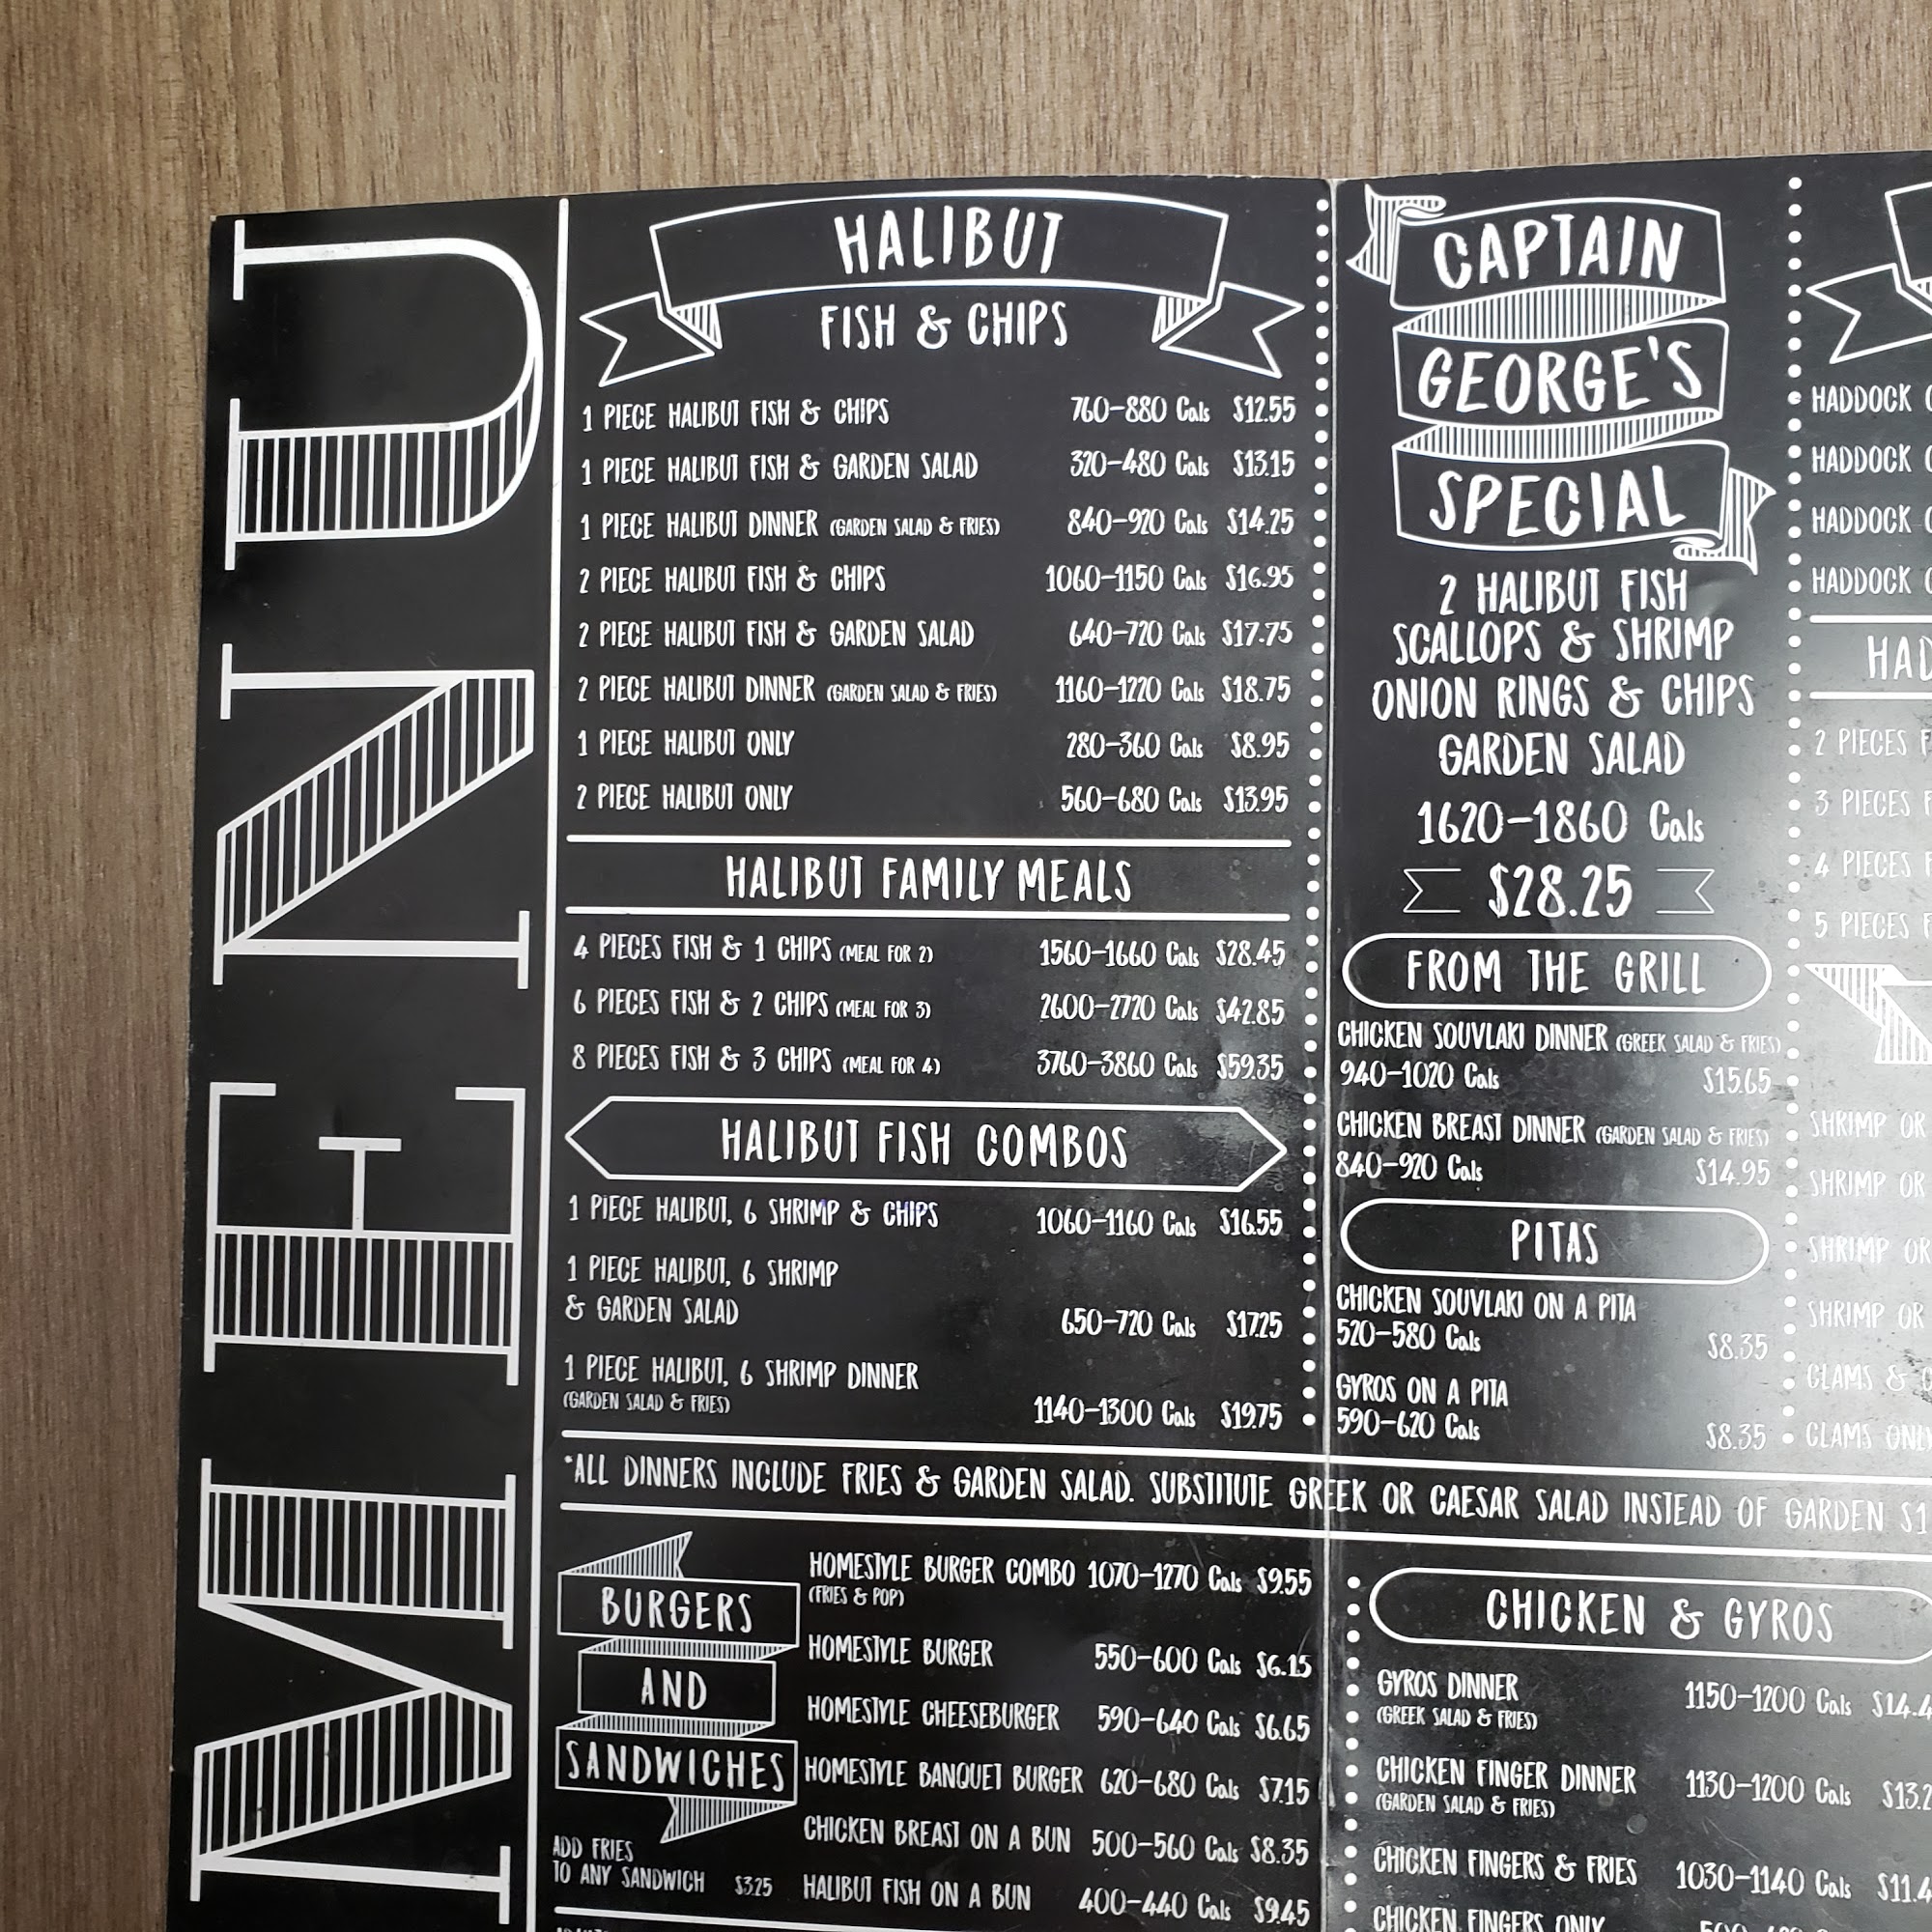 MENU
HALIBUT
FISH & CHIPS
1 PIECE HALIBUT FISH & CHIPS 760-880 Cals $12.55
1 PIECE HALIBUT FISH & GARDEN SALAD 320-480 Cals $13.15
1 PIECE HALIBUT DINNER (GARDEN SALAD & FRIES) 840-920 Cals $14.25
2 PIECE HALIBUT FISH & CHIPS 1060-1150 Cals $16.95
2 PIECE HALIBUT FISH & GARDEN SALAD 640-720 Cals $17.75
2 PIECE HALIBUT DINNER (GARDEN SALAD & FRIES) 1160-1220 Cals $18.75
1 PIECE HALIBUT ONLY 280-360 Cals $8.95
2 PIECE HALIBUT ONLY 560-680 Cals $13.95
HALIBUT FAMILY MEALS
4 PIECES FISH & 1 CHIPS (MEAL FOR 2) 1560-1660 Cals $28.45
6 PIECES FISH & 2 CHIPS (MEAL FOR 3) 2600-2720 Cals $42.85
8 PIECES FISH & 3 CHIPS (MEAL FOR 4) 3760-3860 Cals $59.35
HALIBUT FISH COMBOS
1 PIECE HALIBUT, 6 SHRIMP & CHIPS 1060-1160 Cals $16.55
1 PIECE HALIBUT, 6 SHRIMP
& GARDEN SALAD 650-720 Cals $17.25
1 PIECE HALIBUT, 6 SHRIMP DINNER
(GARDEN SALAD & FRIES) 1140-1300 Cals $19.75
CAPTAIN
GEORGE'S
SPECIAL
2 HALIBUT FISH
SCALLOPS & SHRIMP
ONION RINGS & CHIPS
GARDEN SALAD
1620-1860 Cals
$28.25
FROM THE GRILL
CHICKEN SOUVLAKI DINNER (GREEK SALAD & FRIES)
940-1020 Cals $15.65
CHICKEN BREAST DINNER (GARDEN SALAD & FRIES)
840-920 Cals $14.95
PITAS
CHICKEN SOUVLAKI ON A PITA
520-580 Cals $8.35
GYROS ON A PITA
590-620 Cals $8.35
HADDOCK
HADDOCK
HADDOCK
HADDOCK
2 PIECES
3 PIECES
4 PIECES
5 PIECES
SHRIMP OR
SHRIMP OR
SHRIMP OR
SHRIMP OR
CLAMS &
CLAMS ONLY
*ALL DINNERS INCLUDE FRIES & GARDEN SALAD. SUBSTITUTE GREEK OR CAESAR SALAD INSTEAD OF GARDEN
BURGERS
AND
SANDWICHES
ADD FRIES
TO ANY SANDWICH $3.25
HOMESTYLE BURGER COMBO 1070-1270 Cals $9.55
(FRIES & POP)
HOMESTYLE BURGER 550-600 Cals $6.15
HOMESTYLE CHEESEBURGER 590-640 Cals $6.65
HOMESTYLE BANQUET BURGER 620-680 Cals $7.15
CHICKEN BREAST ON A BUN 500-560 Cals $8.35
HALIBUT FISH ON A BUN 400-440 Cals $9.45
CHICKEN & GYROS
GYROS DINNER 1150-1200 Cals
(GREEK SALAD & FRIES)
CHICKEN FINGER DINNER 1130-1200 Cals
(GARDEN SALAD & FRIES)
CHICKEN FINGERS & FRIES 1030-1140 Cals
CHICKEN FINGERS ONLY